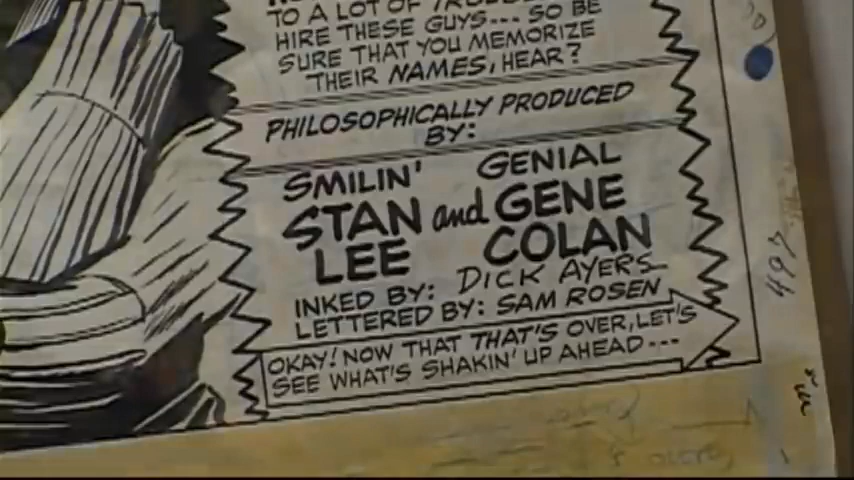 TO A LOT OF
HIRE THESE GUYS... SO BE
SURE THAT YOU MEMORIZE
THEIR NAMES, HEAR?
PHILOSOPHICALLY PRODUCED
BY:
SMILIN' GENIAL
STAN and GENE
LEE COLAN
INKED BY: DICK AYERS
LETTERED BY: SAM ROSEN
OKAY! NOW THAT THAT'S OVER, LET'S
SEE WHAT'S SHAKIN' UP AHEAD---
497